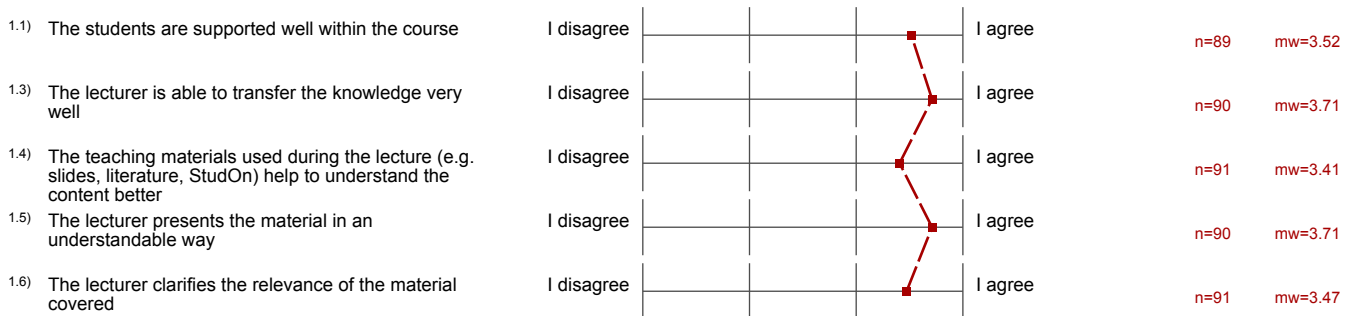 1.1) The students are supported well within the course I disagree I agree n=89 mw=3.52
1.3) The lecturer is able to transfer the knowledge very
well I disagree I agree n=90 mw=3.71
1.4) The teaching materials used during the lecture (e.g.
slides, literature, StudOn) help to understand the
content better I disagree I agree n=91 mw=3.41
1.5) The lecturer presents the material in an
understandable way I disagree I agree n=90 mw=3.71
1.6) The lecturer clarifies the relevance of the material
covered I disagree I agree n=91 mw=3.47